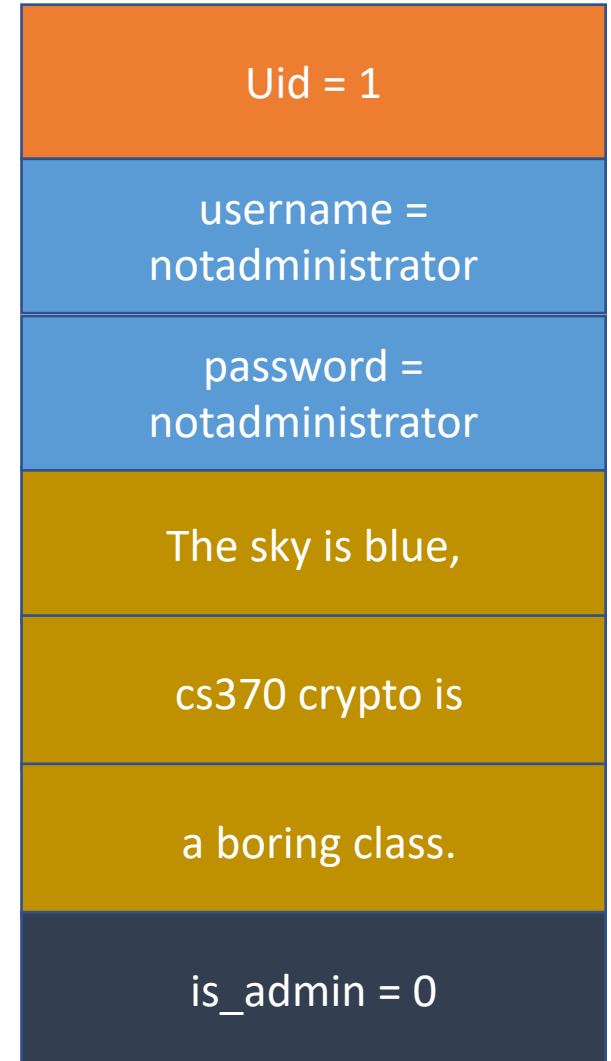 Uid = 1
username =
notadministrator
password =
notadministrator
The sky is blue,
cs370 crypto is
a boring class.
is_admin = 0